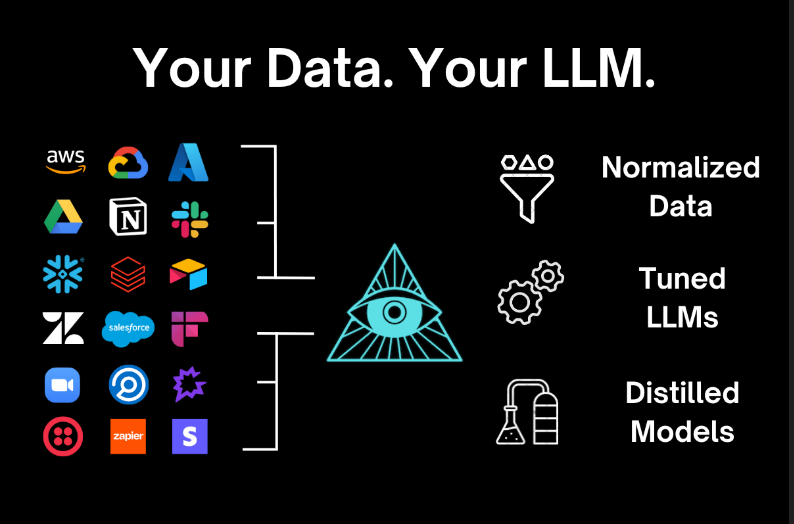 Your Data. Your LLM.
aws
N
salesforce
zapier
S
Normalized
Data
Tuned
LLMs
Distilled
Models